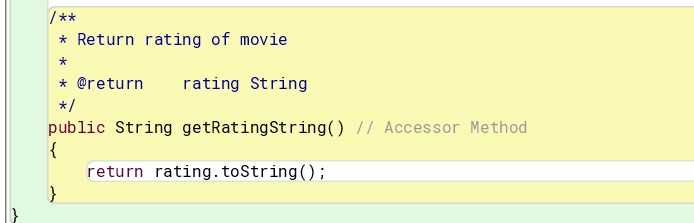 /**
 * Return rating of movie
 *
 * @return    rating String
 */
public String getRatingString() // Accessor Method
{
    return rating.toString();
}
}